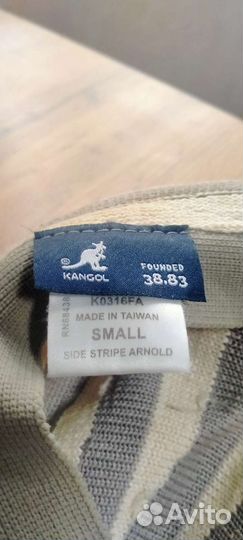 KANGOL
FOUNDED
38.83
K0316FA
MADE IN TAIWAN
SMALL
SIDE STRIPE ARNOLD
Avito